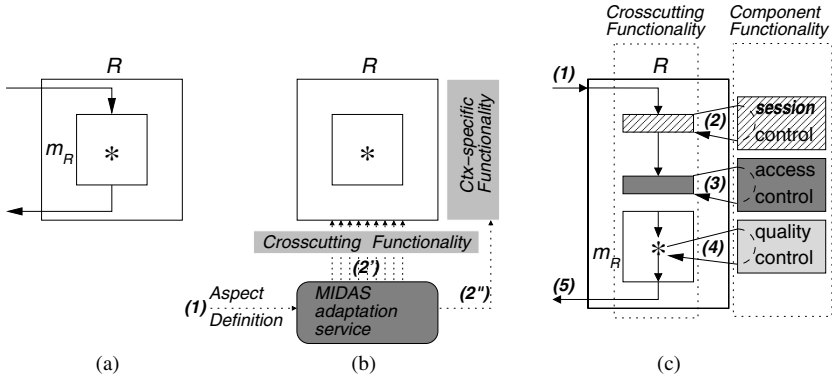 R
m_R
*
(a)
R
*
Ctx-specific
Functionality
Crosscutting Functionality
(2')
(1) Aspect
Definition
MIDAS
adaptation
service
(2")
(b)
Crosscutting
Functionality
Component
Functionality
(1)
R
(2)
session
control
(3)
access
control
m_R
*
(4)
quality
control
(5)
(c)